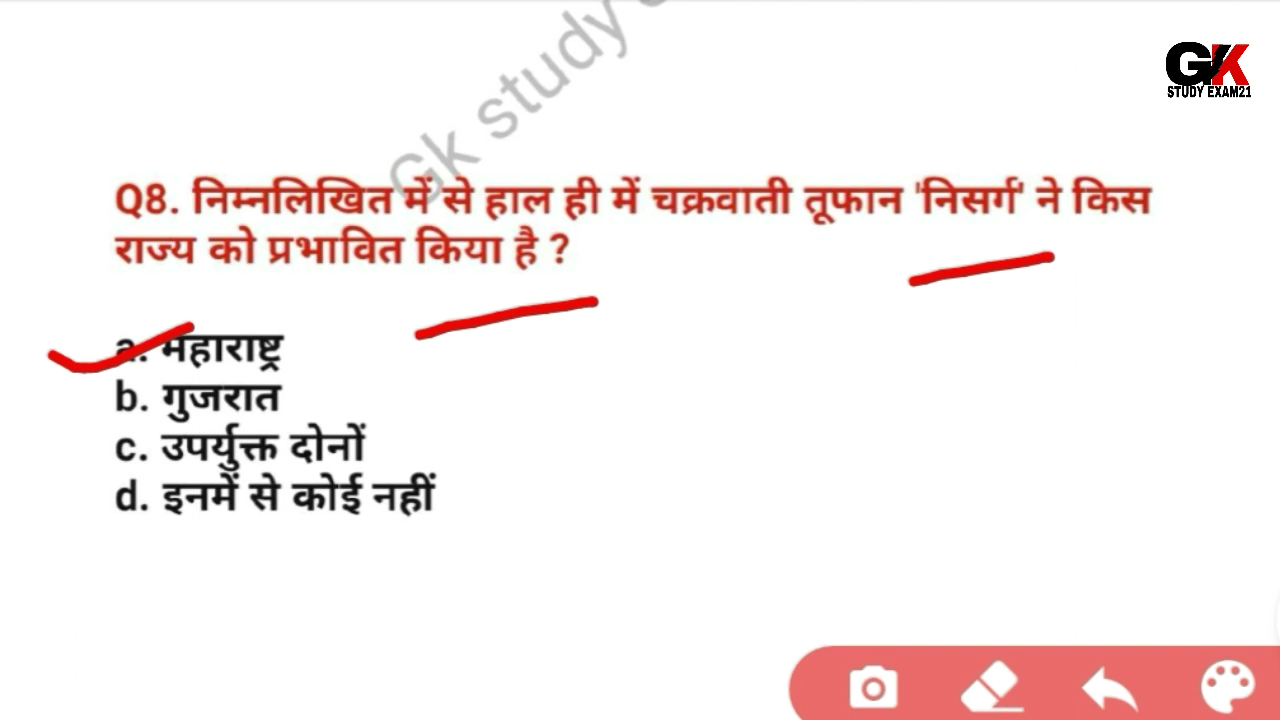 Gk study
GK
STUDY EXAM21
Q8. निम्नलिखित में से हाल ही में चक्रवाती तूफान 'निसर्ग' ने किस
राज्य को प्रभावित किया है ?
a. महाराष्ट्र
b. गुजरात
c. उपर्युक्त दोनों
d. इनमें से कोई नहीं